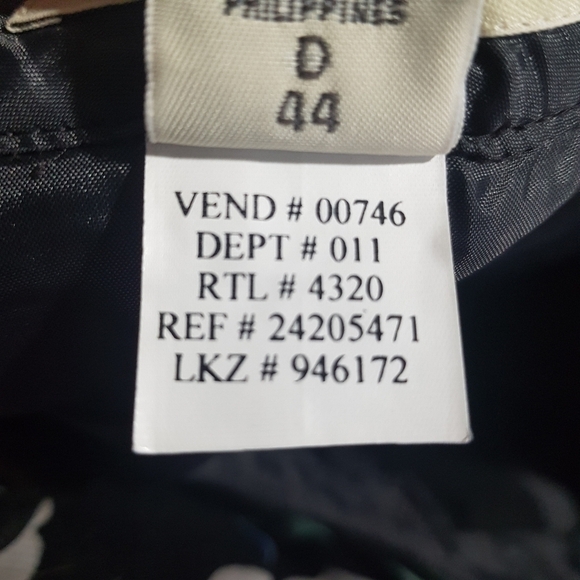 PHILIPPINES
D
44
VEND # 00746
DEPT # 011
RTL # 4320
REF # 24205471
LKZ # 946172